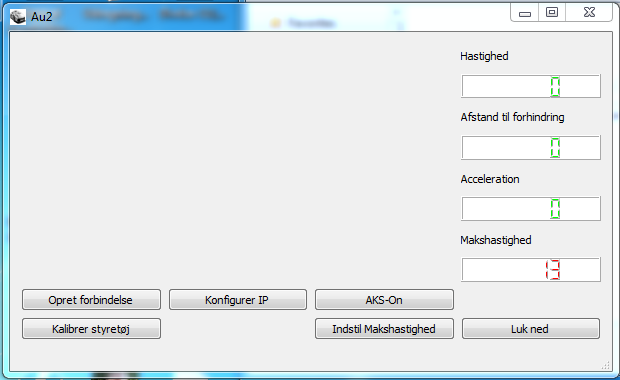 Au2
Hastighed
0
Afstand til forhindring
0
Acceleration
0
Makshastighed
13
Opret forbindelse
Konfigurer IP
AKS-On
Kalibrer styretøj
Indstil Makshastighed
Luk ned